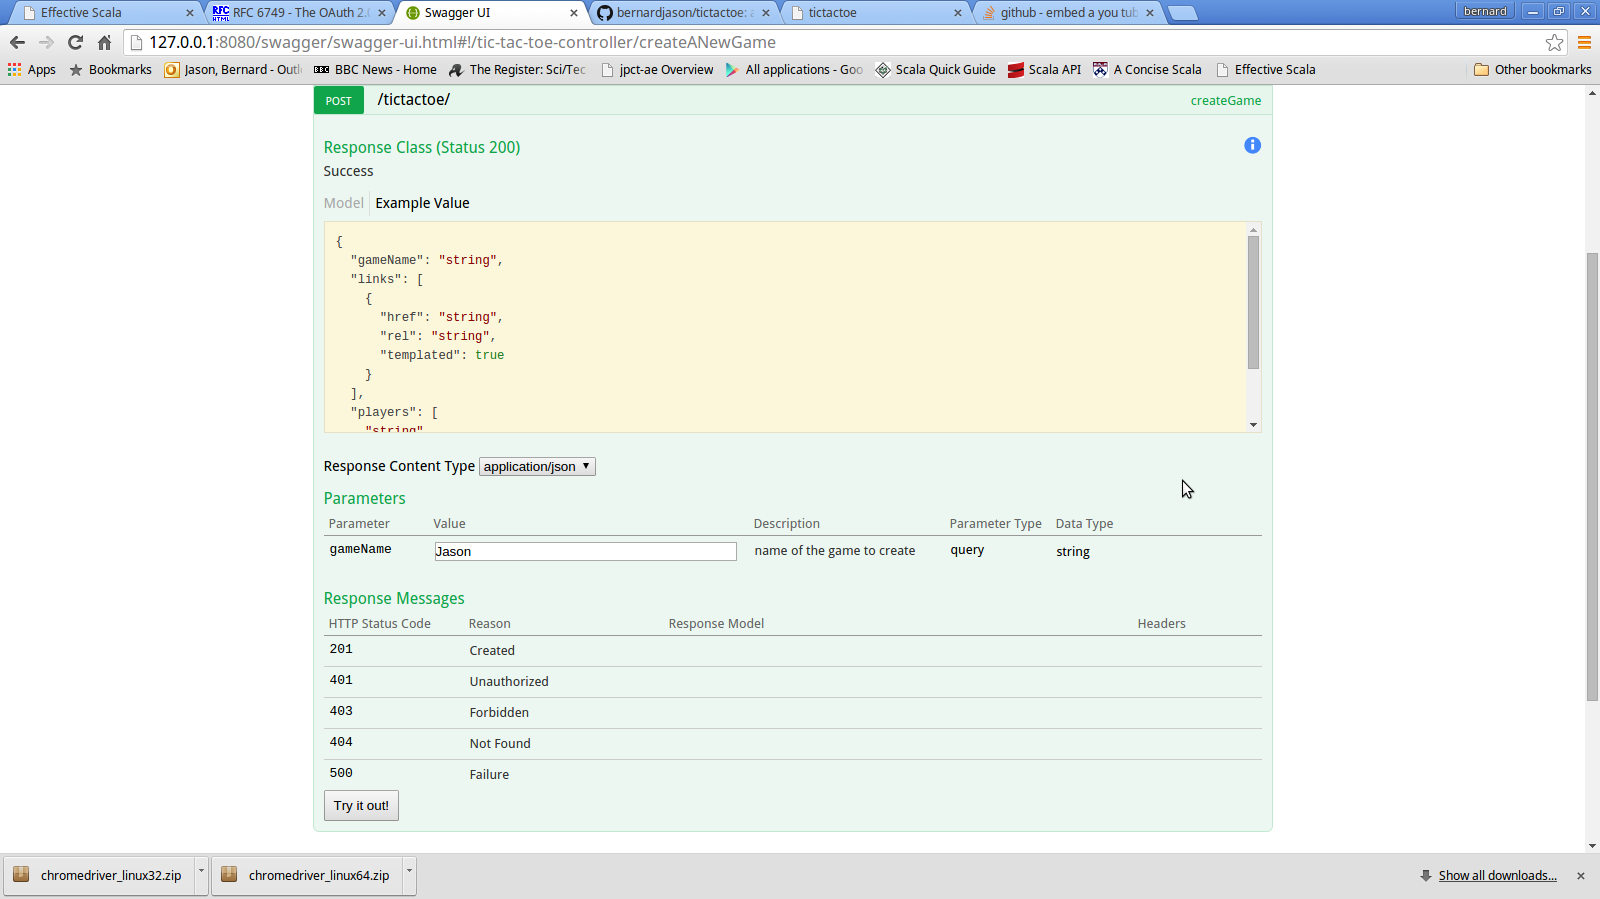 Effective Scala
RFC HTML RFC 6749 - The OAuth 2.
Swagger UI
bernardjason/tictactoe:
tictactoe
github - embed a you tub
bernard
127.0.0.1:8080/swagger/swagger-ui.html#!/tic-tac-toe-controller/createANewGame
Apps
Bookmarks
Jason, Bernard - Outl
BBC News - Home
The Register: Sci/Tec
jpct-ae Overview
All applications - Goo
Scala Quick Guide
Scala API
A Concise Scala
Effective Scala
Other bookmarks
POST /tictactoe/ createGame
Response Class (Status 200)
Success
Model Example Value
{
"gameName": "string",
"links": [
{
"href": "string",
"rel": "string",
"templated": true
}
],
"players": [
"string"
Response Content Type application/json
Parameters
Parameter Value Description Parameter Type Data Type
gameName Jason name of the game to create query string
Response Messages
HTTP Status Code Reason Response Model Headers
201 Created
401 Unauthorized
403 Forbidden
404 Not Found
500 Failure
Try it out!
chromedriver_linux32.zip
chromedriver_linux64.zip
Show all downloads...